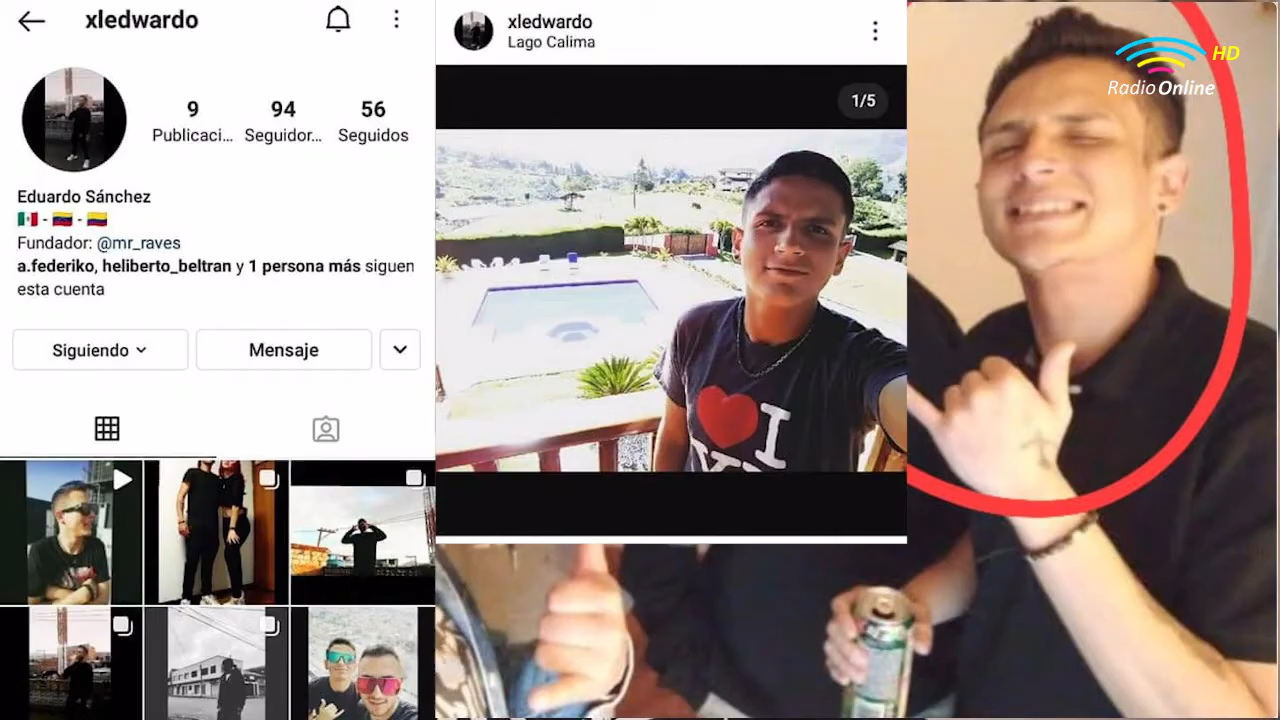 xledwardo
9 94 56
Publicaci... Seguidor... Seguidos
Eduardo Sánchez
🇲🇽 - 🇻🇪 - 🇨🇴
Fundador: @mr_raves
a.federiko, heliberto_beltran y 1 persona más siguen
esta cuenta
Siguiendo Mensaje
xledwardo
Lago Calima
1/5
I
HD
Radio Online